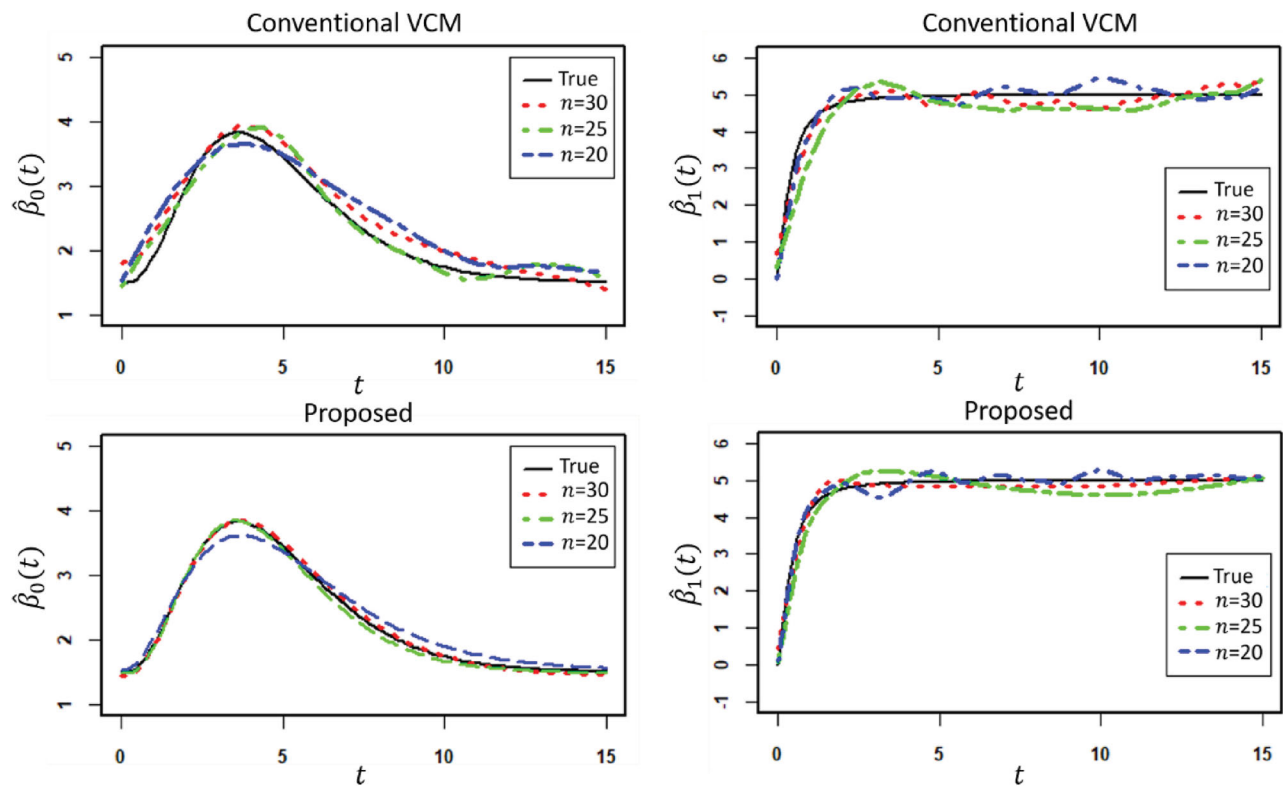 Conventional VCM
5
4
3
2
1
β̂₀(t)
True
n=30
n=25
n=20
0 5 10 15
t
Conventional VCM
6
5
4
3
2
1
0
-1
β̂₁(t)
True
n=30
n=25
n=20
0 5 10 15
t
Proposed
5
4
3
2
1
β̂₀(t)
True
n=30
n=25
n=20
0 5 10 15
t
Proposed
6
5
4
3
2
1
0
-1
β̂₁(t)
True
n=30
n=25
n=20
0 5 10 15
t